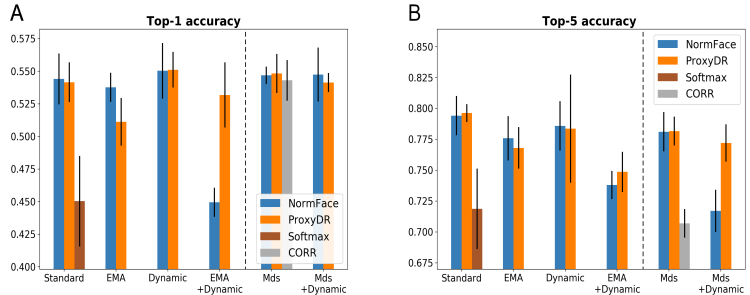 A
Top-1 accuracy
0.575
0.550
0.525
0.500
0.475
0.450
0.425
0.400
NormFace
ProxyDR
Softmax
CORR
Standard
EMA
Dynamic
EMA
+Dynamic
Mds
Mds
+Dynamic
B
Top-5 accuracy
0.850
0.825
0.800
0.775
0.750
0.725
0.700
0.675
NormFace
ProxyDR
Softmax
CORR
Standard
EMA
Dynamic
EMA
+Dynamic
Mds
Mds
+Dynamic